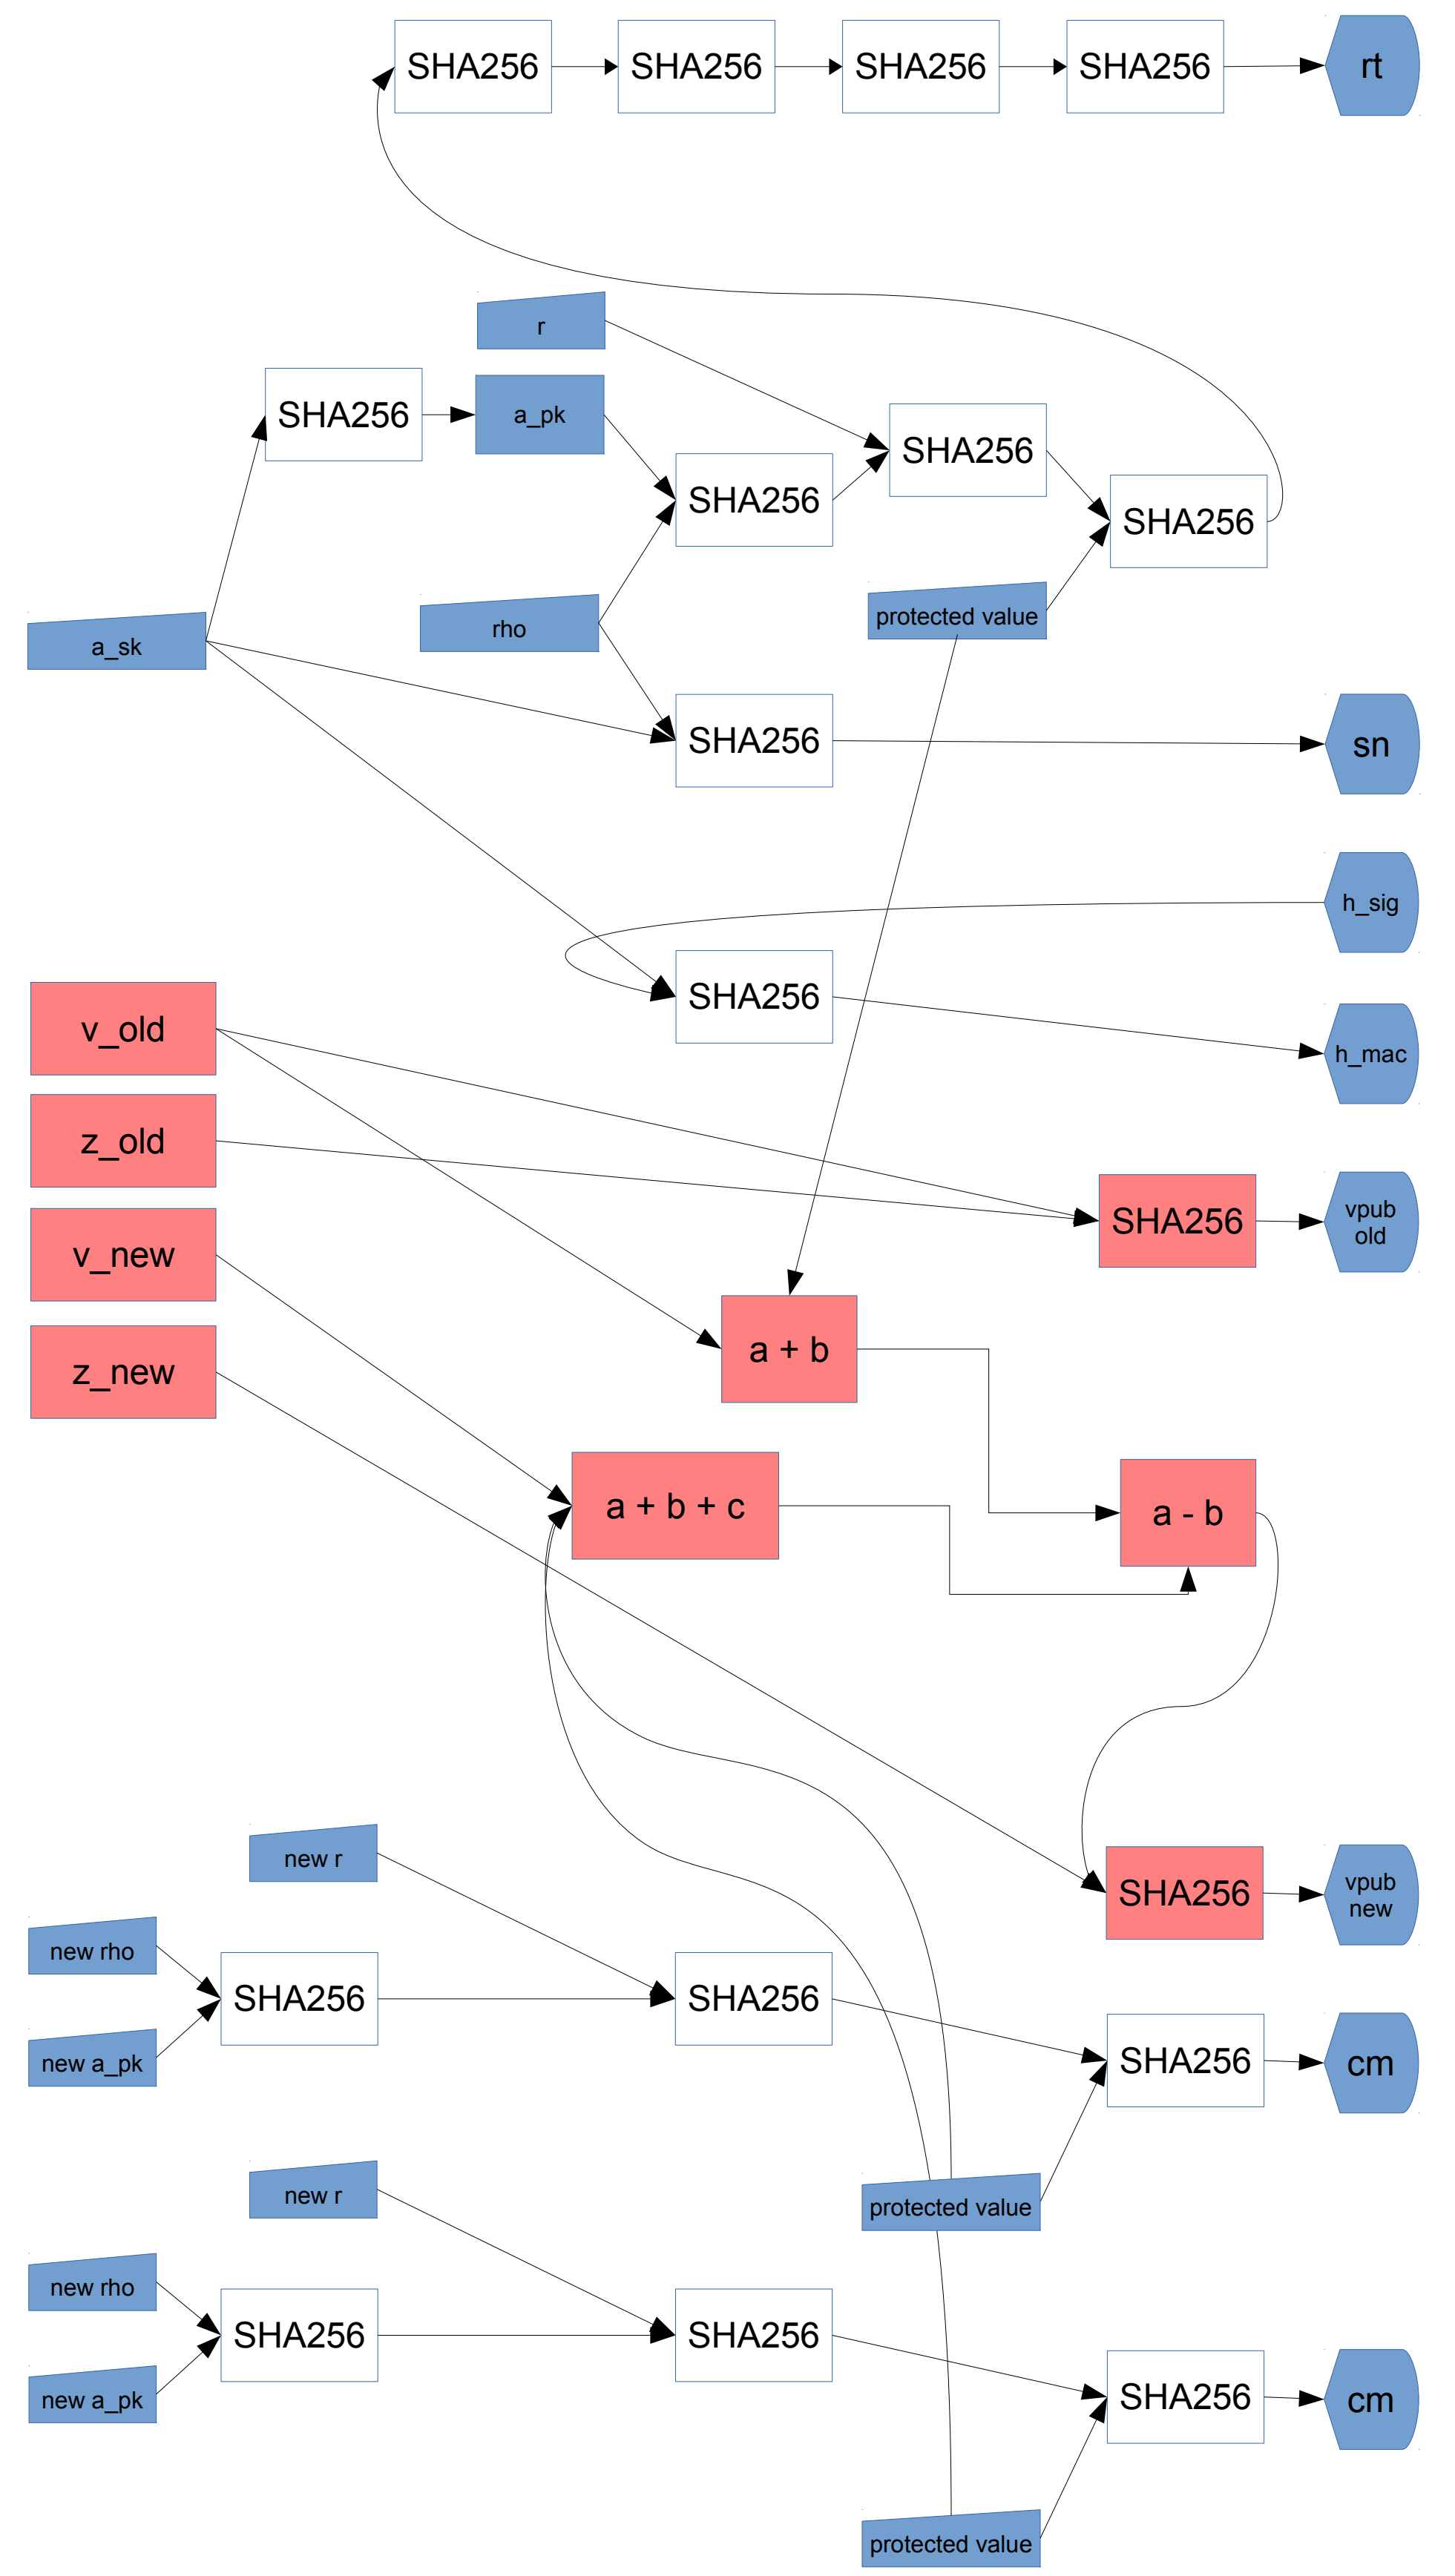 SHA256
SHA256
SHA256
SHA256
rt
r
SHA256
a_pk
SHA256
SHA256
SHA256
a_sk
rho
protected value
SHA256
sn
h_sig
SHA256
v_old
h_mac
z_old
SHA256
vpub
old
v_new
a + b
z_new
a + b + c
a - b
new r
SHA256
vpub
new
new rho
SHA256
SHA256
new a_pk
SHA256
cm
new r
protected value
new rho
SHA256
SHA256
new a_pk
SHA256
cm
protected value